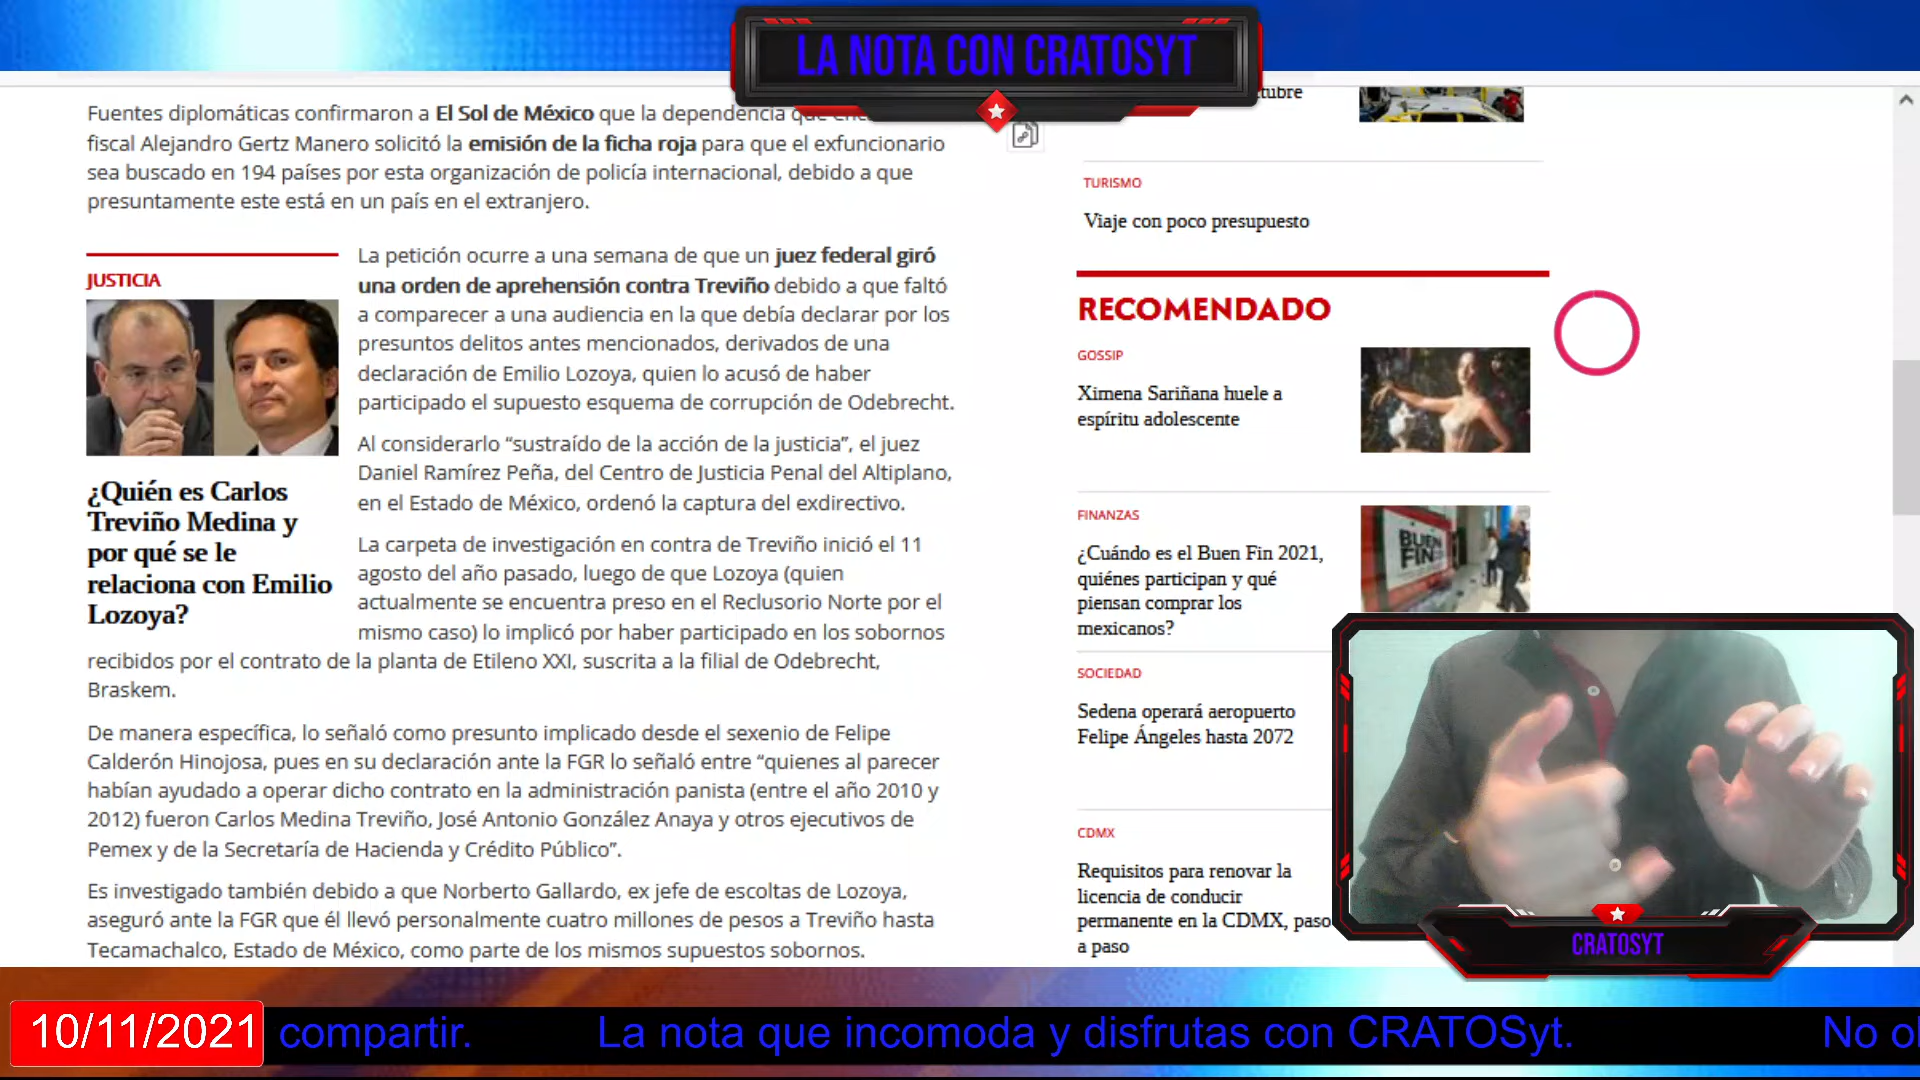 LA NOTA CON CRATOSYT
Fuentes diplomáticas confirmaron a El Sol de México que la dependencia
fiscal Alejandro Gertz Manero solicitó la emisión de la ficha roja para que el exfuncionario
sea buscado en 194 países por esta organización de policía internacional, debido a que
presuntamente este está en un país en el extranjero.
JUSTICIA
¿Quién es Carlos
Treviño Medina y
por qué se le
relaciona con Emilio
Lozoya?
La petición ocurre a una semana de que un juez federal giró
una orden de aprehensión contra Treviño debido a que faltó
a comparecer a una audiencia en la que debía declarar por los
presuntos delitos antes mencionados, derivados de una
declaración de Emilio Lozoya, quien lo acusó de haber
participado el supuesto esquema de corrupción de Odebrecht.
Al considerarlo “sustraído de la acción de la justicia”, el juez
Daniel Ramírez Peña, del Centro de Justicia Penal del Altiplano,
en el Estado de México, ordenó la captura del exdirectivo.
La carpeta de investigación en contra de Treviño inició el 11
agosto del año pasado, luego de que Lozoya (quien
actualmente se encuentra preso en el Reclusorio Norte por el
mismo caso) lo implicó por haber participado en los sobornos
recibidos por el contrato de la planta de Etileno XXI, suscrita a la filial de Odebrecht,
Braskem.
De manera específica, lo señaló como presunto implicado desde el sexenio de Felipe
Calderón Hinojosa, pues en su declaración ante la FGR lo señaló entre “quienes al parecer
habían ayudado a operar dicho contrato en la administración panista (entre el año 2010 y
2012) fueron Carlos Medina Treviño, José Antonio González Anaya y otros ejecutivos de
Pemex y de la Secretaría de Hacienda y Crédito Público”.
Es investigado también debido a que Norberto Gallardo, ex jefe de escoltas de Lozoya,
aseguró ante la FGR que él llevó personalmente cuatro millones de pesos a Treviño hasta
Tecamachalco, Estado de México, como parte de los mismos supuestos sobornos.
TURISMO
Viaje con poco presupuesto
RECOMENDADO
GOSSIP
Ximena Sariñana huele a
espíritu adolescente
FINANZAS
¿Cuándo es el Buen Fin 2021,
quiénes participan y qué
piensan comprar los
mexicanos?
BUEN
FIN
SOCIEDAD
Sedena operará aeropuerto
Felipe Ángeles hasta 2072
CDMX
Requisitos para renovar la
licencia de conducir
permanente en la CDMX, paso
a paso
CRATOSYT
10/11/2021 compartir. La nota que incomoda y disfrutas con CRATOSyt. No